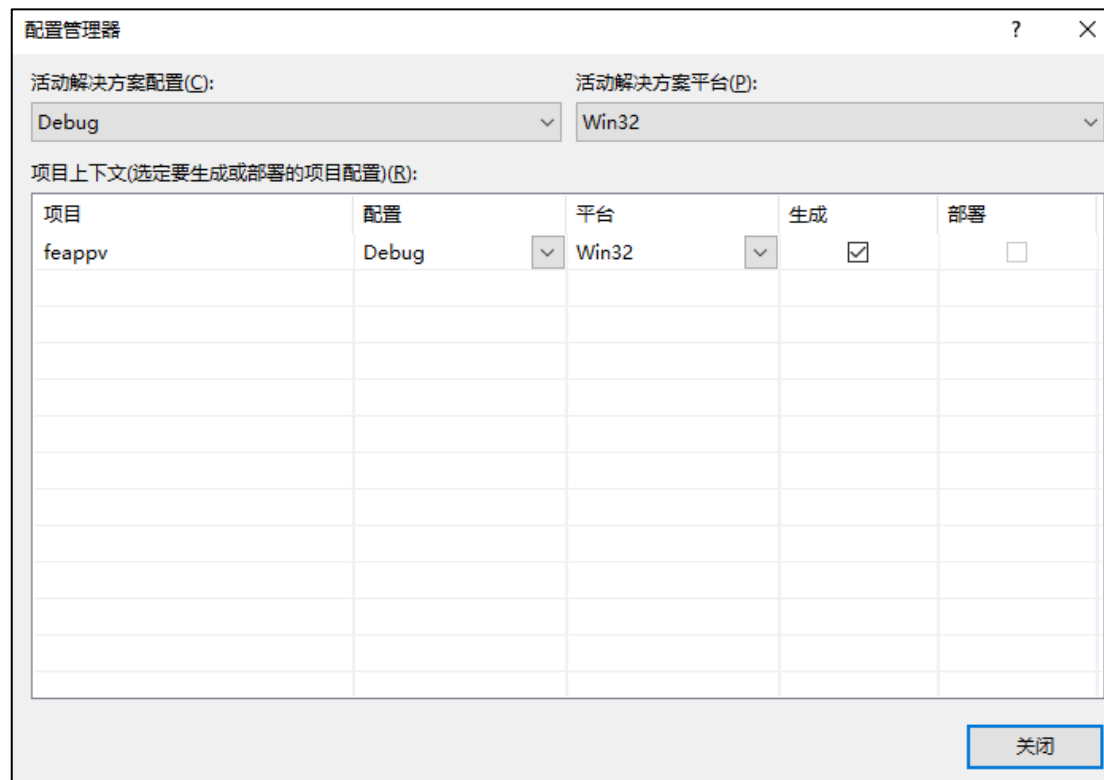 配置管理器
活动解决方案配置(C): 活动解决方案平台(P):
Debug Win32
项目上下文(选定要生成或部署的项目配置)(R):
项目 配置 平台 生成 部署
feappv Debug Win32
关闭